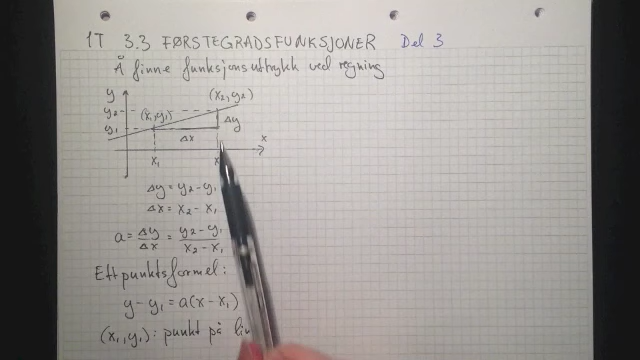 1T 3.3 FØRSTEGRADSFUNKSJONER Del 3
Å finne funksjonsuttrykk ved regning
y
(x₂,y₂)
y₂
(x₁,y₁)
y₁
Δy
Δx
x
x₁
Δy = y₂ - y₁
Δx = x₂ - x₁
a = Δy/Δx = (y₂ - y₁)/(x₂ - x₁)
Ettpunktsformel:
y - y₁ = a(x - x₁)
(x₁, y₁): punkt på